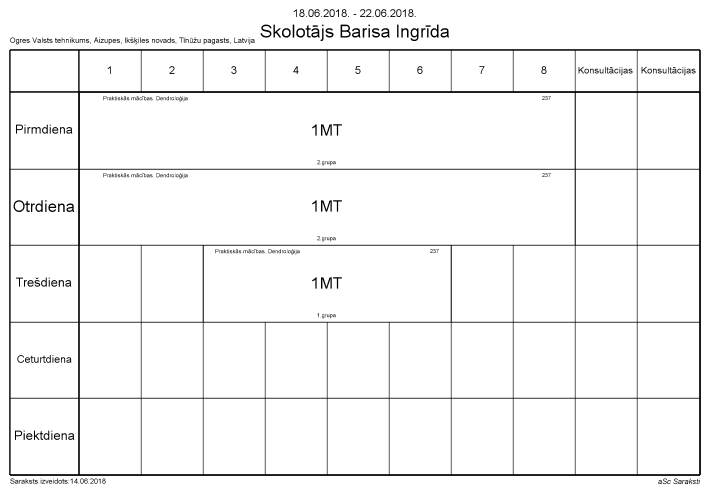 18.06.2018. - 22.06.2018.
Ogres Valsts tehnikums, Aizupes, Ikšķiles novads, Tīnūžu pagasts, Latvija
Skolotājs Barisa Ingrīda
1 2 3 4 5 6 7 8 Konsultācijas Konsultācijas
Praktiskās mācības. Dendroloģija 237
Pirmdiena 1MT
2.grupa
Praktiskās mācības. Dendroloģija 237
Otrdiena 1MT
2.grupa
Praktiskās mācības. Dendroloģija 237
Trešdiena 1MT
1.grupa
Ceturtdiena
Piektdiena
Saraksts izveidots:14.06.2018 aSc Saraksti